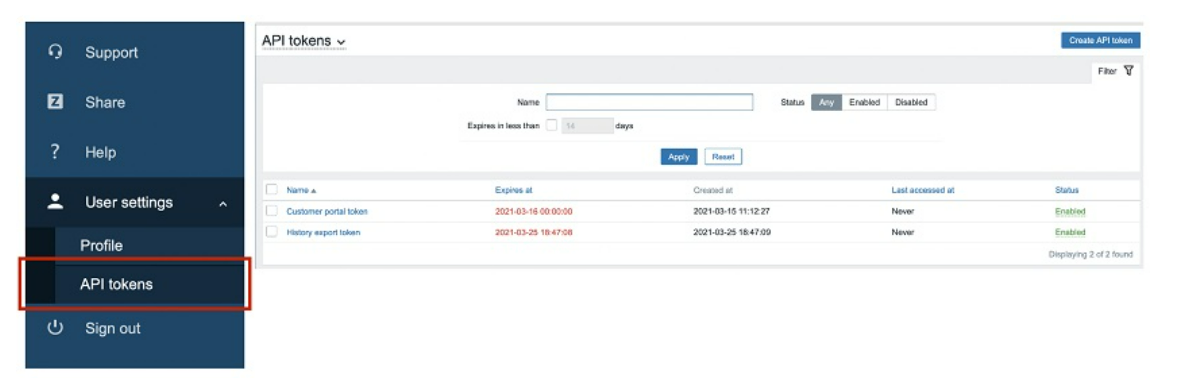 Support
Z Share
? Help
User settings
Profile
API tokens
Sign out
API tokens
Create API token
Filter
Name
Status Any Enabled Disabled
Expires in less than 14 days
Apply Reset
Name Expires at Created at Last accessed at Status
Customer portal token 2021-03-16 00:00:00 2021-03-15 11:12:27 Never Enabled
History export token 2021-03-25 18:47:08 2021-03-25 18:47:09 Never Enabled
Displaying 2 of 2 found